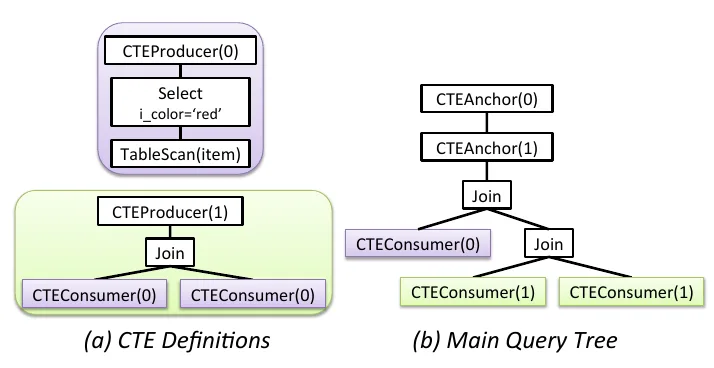 CTEProducer(0)
Select
i_color='red'
TableScan(item)
CTEProducer(1)
Join
CTEConsumer(0) CTEConsumer(0)
(a) CTE Definitions
CTEAnchor(0)
CTEAnchor(1)
Join
CTEConsumer(0) Join
CTEConsumer(1) CTEConsumer(1)
(b) Main Query Tree